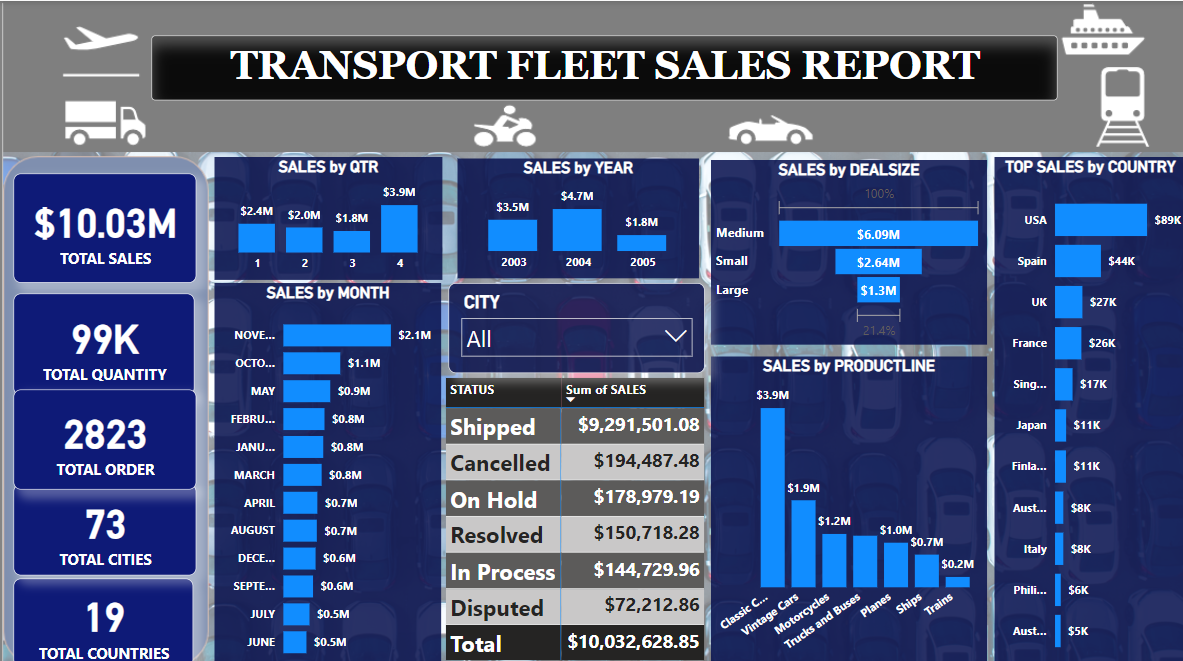 TRANSPORT FLEET SALES REPORT
$10.03M
TOTAL SALES
99K
TOTAL QUANTITY
2823
TOTAL ORDER
73
TOTAL CITIES
19
TOTAL COUNTRIES
SALES by QTR
$2.4M
$2.0M
$1.8M
$3.9M
1
2
3
4
SALES by MONTH
NOVE... $2.1M
OCTO... $1.1M
MAY $0.9M
FEBRU... $0.8M
JANU... $0.8M
MARCH $0.8M
APRIL $0.7M
AUGUST $0.7M
DECE... $0.6M
SEPTE... $0.6M
JULY $0.5M
JUNE $0.5M
SALES by YEAR
$3.5M
$4.7M
$1.8M
2003
2004
2005
CITY
All
STATUS Sum of SALES
Shipped $9,291,501.08
Cancelled $194,487.48
On Hold $178,979.19
Resolved $150,718.28
In Process $144,729.96
Disputed $72,212.86
Total $10,032,628.85
SALES by DEALSIZE
100%
Medium $6.09M
Small $2.64M
Large $1.3M
21.4%
SALES by PRODUCTLINE
$3.9M
$1.9M
$1.2M
$1.0M
$0.7M
$0.2M
Classic C...
Vintage Cars
Motorcycles
Trucks and Buses
Planes
Ships
Trains
TOP SALES by COUNTRY
USA $89K
Spain $44K
UK $27K
France $26K
Sing... $17K
Japan $11K
Finla... $11K
Aust... $8K
Italy $8K
Phili... $6K
Aust... $5K